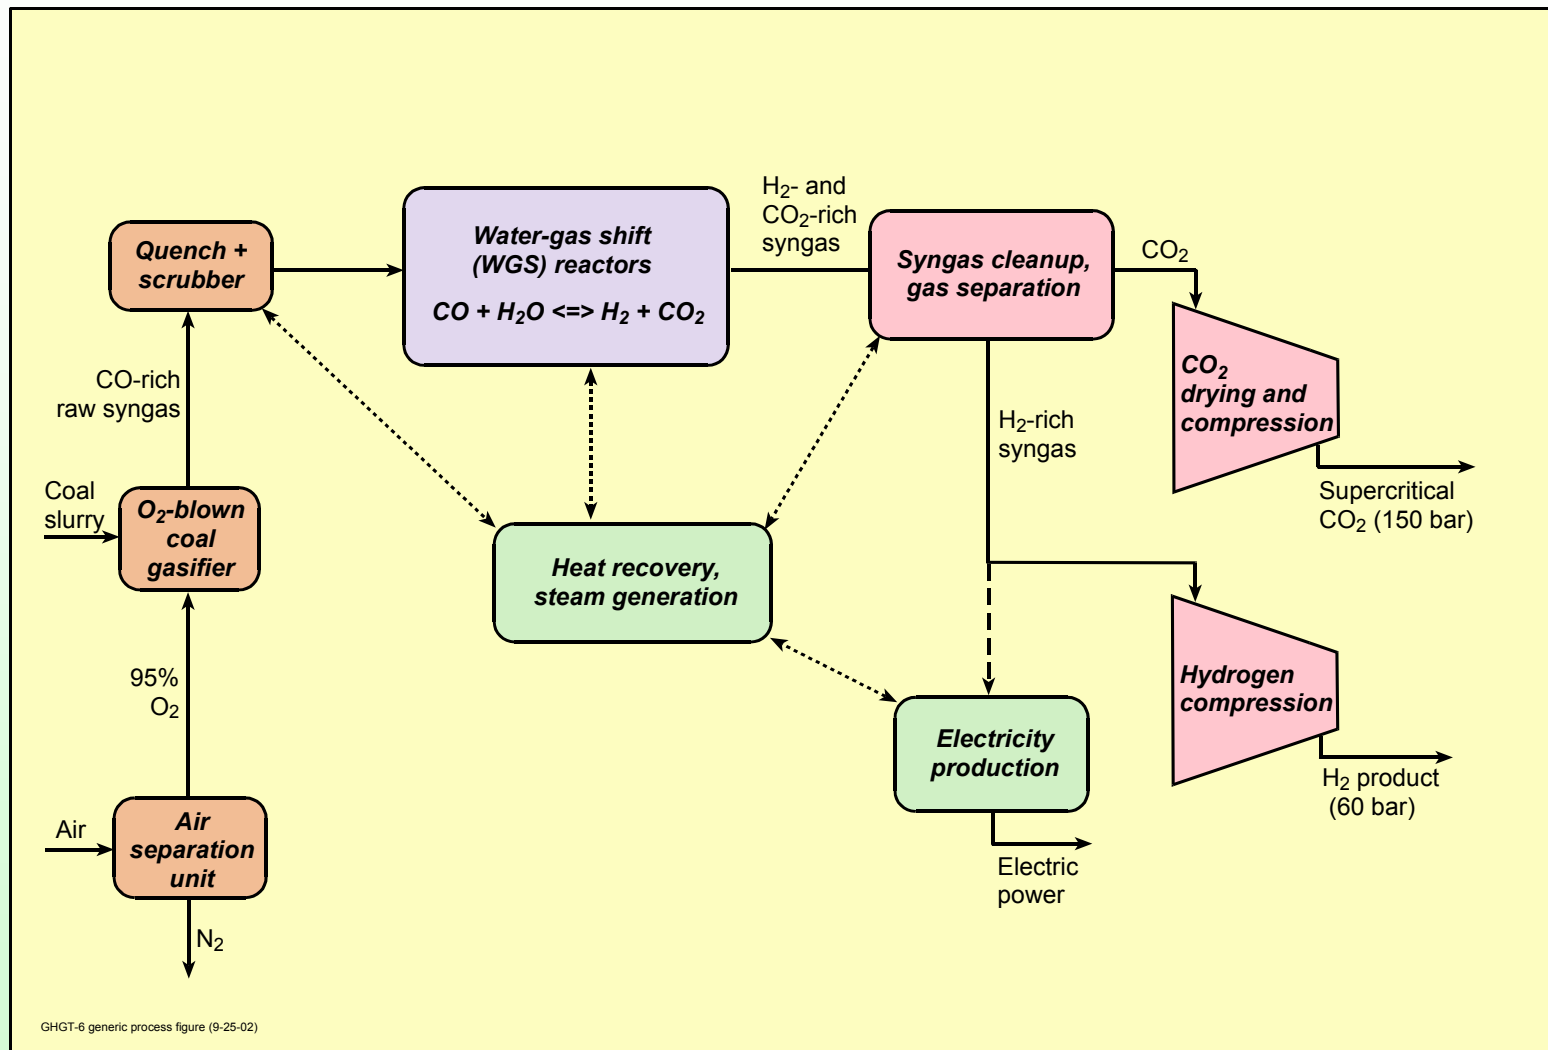 H₂- and
CO₂-rich
syngas
Quench +
scrubber
Water-gas shift
(WGS) reactors
CO + H₂O <=> H₂ + CO₂
Syngas cleanup,
gas separation
CO₂
CO₂
drying and
compression
CO-rich
raw syngas
H₂-rich
syngas
Supercritical
CO₂ (150 bar)
Coal
slurry
O₂-blown
coal
gasifier
Heat recovery,
steam generation
95%
O₂
Hydrogen
compression
Electricity
production
H₂ product
(60 bar)
Air
Air
separation
unit
Electric
power
N₂
GHGT-6 generic process figure (9-25-02)